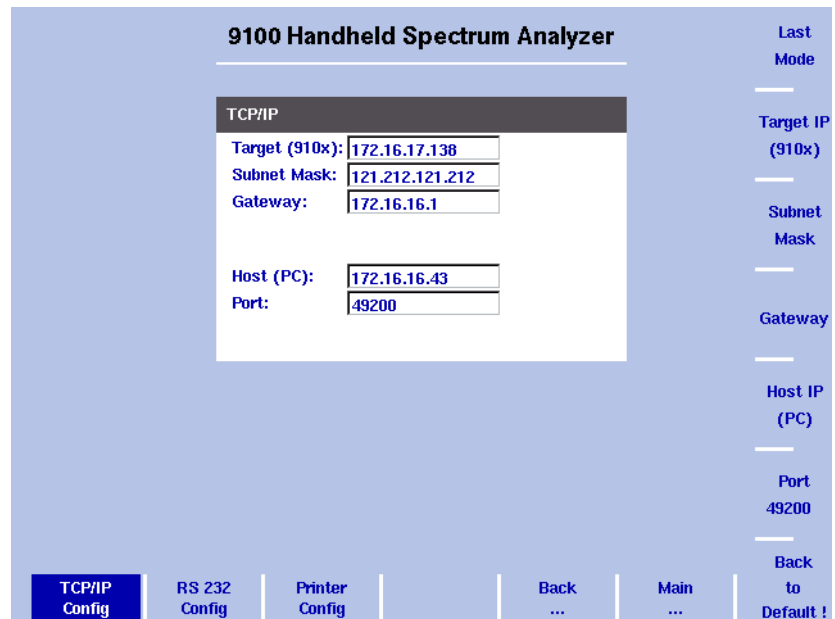 9100 Handheld Spectrum Analyzer
TCP/IP
Target (910x): 172.16.17.138
Subnet Mask: 121.212.121.212
Gateway: 172.16.16.1
Host (PC): 172.16.16.43
Port: 49200
Last
Mode
Target IP
(910x)
Subnet
Mask
Gateway
Host IP
(PC)
Port
49200
Back
to
Default !
TCP/IP
Config
RS 232
Config
Printer
Config
Back
...
Main
...